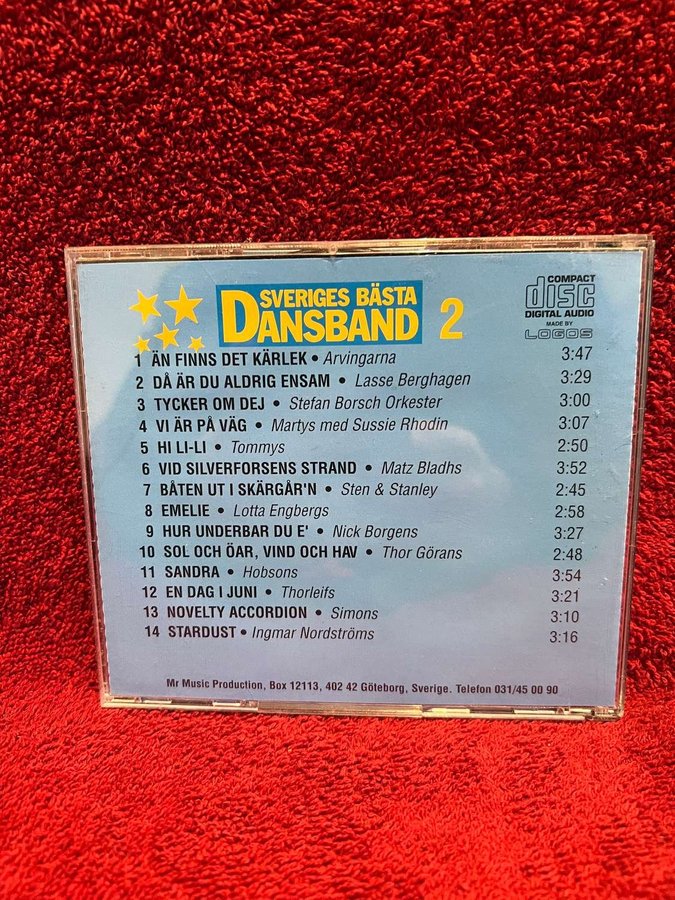 SVERIGES BÄSTA
DANSBAND 2
COMPACT
disc
DIGITAL AUDIO
MADE BY
LOGOS
1 ÄN FINNS DET KÄRLEK • Arvingarna 3:47
2 DÅ ÄR DU ALDRIG ENSAM • Lasse Berghagen 3:29
3 TYCKER OM DEJ • Stefan Borsch Orkester 3:00
4 VI ÄR PÅ VÄG • Martys med Sussie Rhodin 3:07
5 HI LI-LI • Tommys 2:50
6 VID SILVERFORSENS STRAND • Matz Bladhs 3:52
7 BÅTEN UT I SKÄRGÅR'N • Sten & Stanley 2:45
8 EMELIE • Lotta Engbergs 2:58
9 HUR UNDERBAR DU E' • Nick Borgens 3:27
10 SOL OCH ÖAR, VIND OCH HAV • Thor Görans 2:48
11 SANDRA • Hobsons 3:54
12 EN DAG I JUNI • Thorleifs 3:21
13 NOVELTY ACCORDION • Simons 3:10
14 STARDUST • Ingmar Nordströms 3:16
Mr Music Production, Box 12113, 402 42 Göteborg, Sverige. Telefon 031/45 00 90